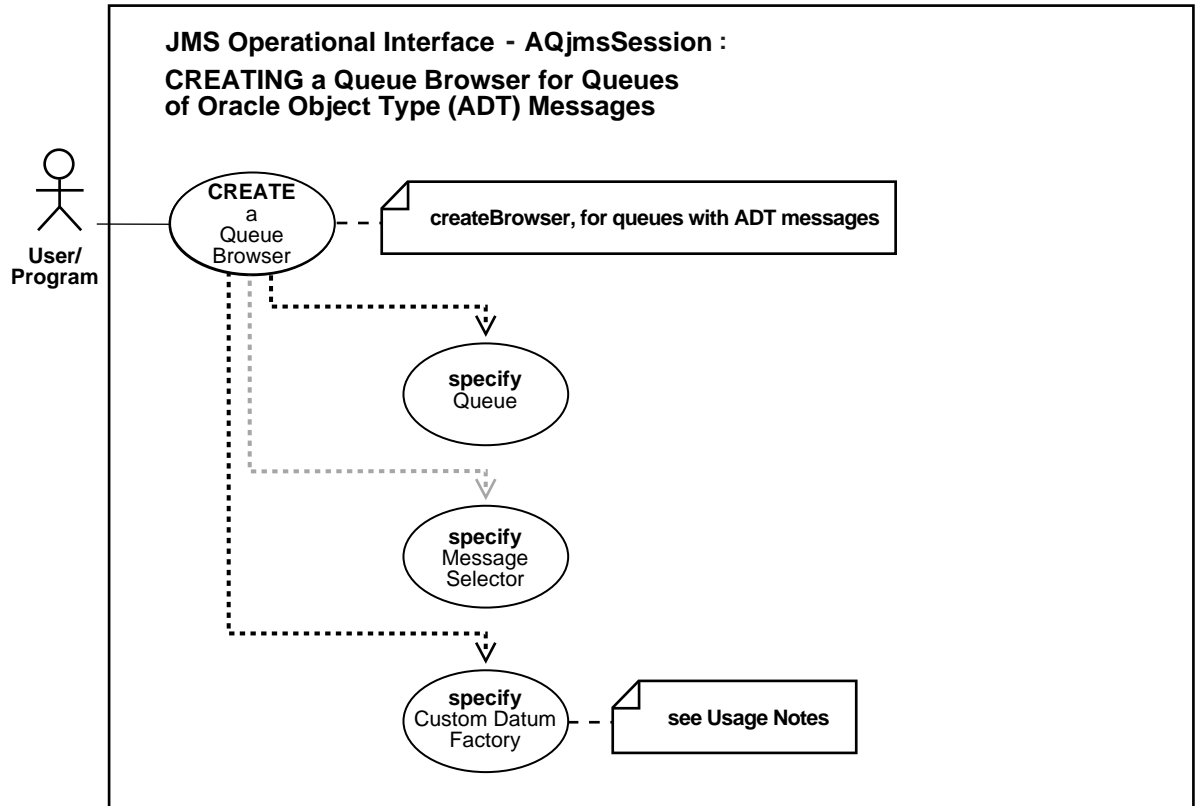 JMS Operational Interface - AQjmsSession :
CREATING a Queue Browser for Queues
of Oracle Object Type (ADT) Messages
User/
Program
CREATE
a
Queue
Browser
createBrowser, for queues with ADT messages
specify
Queue
specify
Message
Selector
specify
Custom Datum
Factory
see Usage Notes